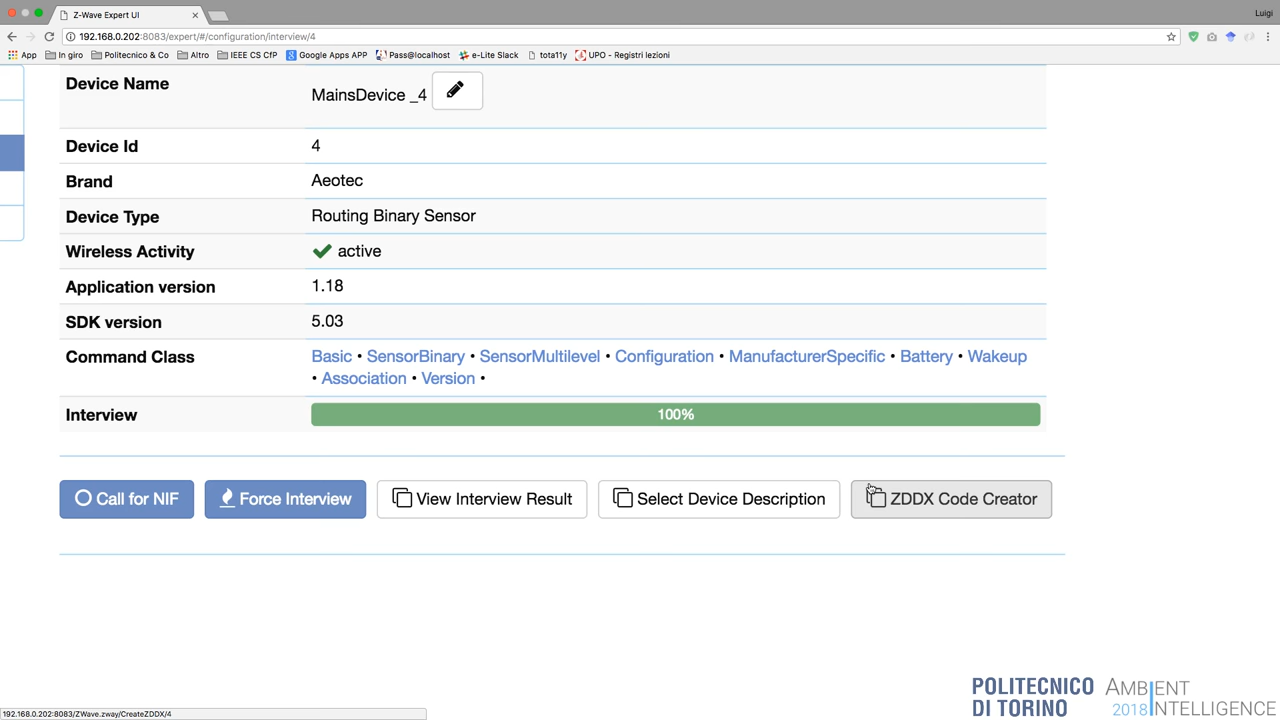 Z-Wave Expert UI
Luigi
192.168.0.202:8083/expert/#/configuration/interview/4
App In giro Politecnico & Co Altro IEEE CS CfP Google Apps APP Pass@localhost e-Lite Slack tota11y UPO - Registri lezioni
Device Name MainsDevice _4
Device Id 4
Brand Aeotec
Device Type Routing Binary Sensor
Wireless Activity active
Application version 1.18
SDK version 5.03
Command Class Basic • SensorBinary • SensorMultilevel • Configuration • ManufacturerSpecific • Battery • Wakeup
• Association • Version •
Interview 100%
Call for NIF Force Interview View Interview Result Select Device Description ZDDX Code Creator
POLITECNICO
DI TORINO
AMBIENT
2018 INTELLIGENCE
192.168.0.202:8083/ZWave.zway/CreateZDDX/4